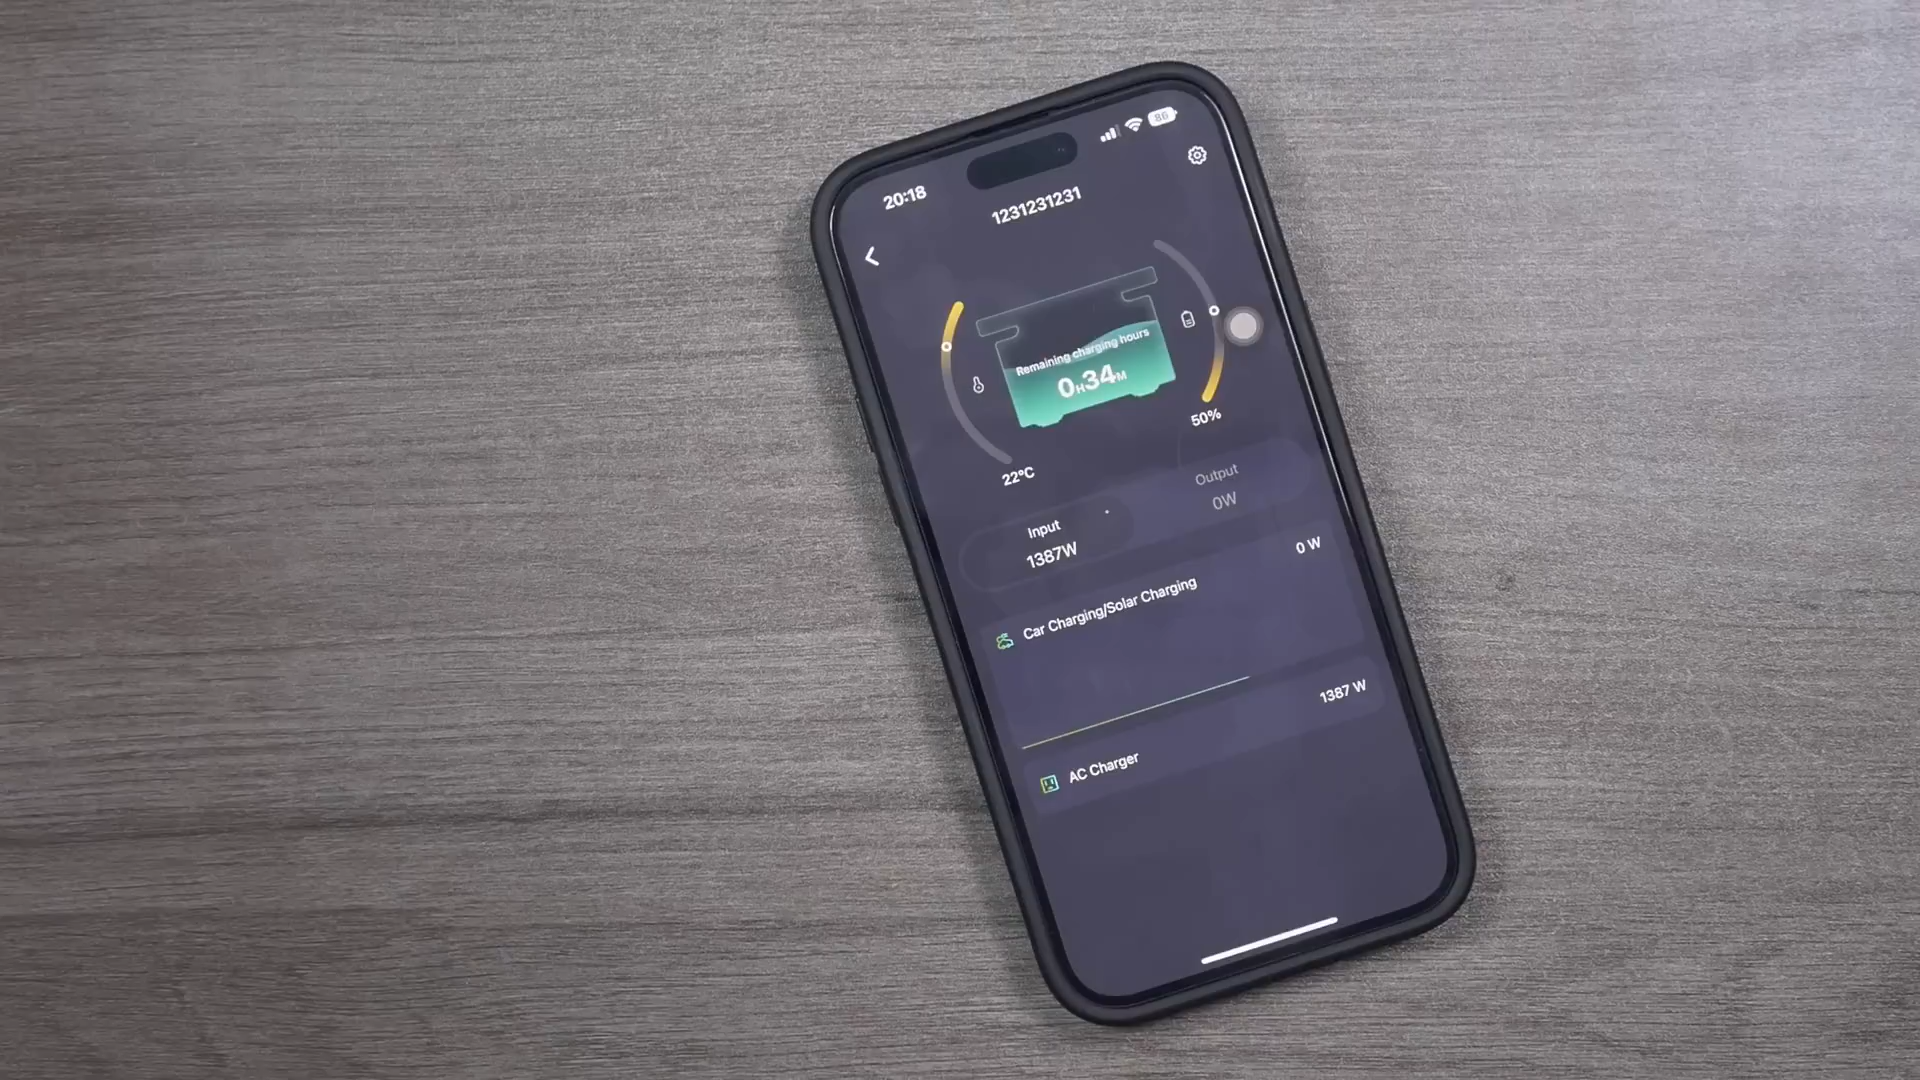 20:18
86
1231231231
Remaining charging hours
0H34M
50%
22°C
Output
0W
Input
1387W
0 W
Car Charging/Solar Charging
1387 W
AC Charger